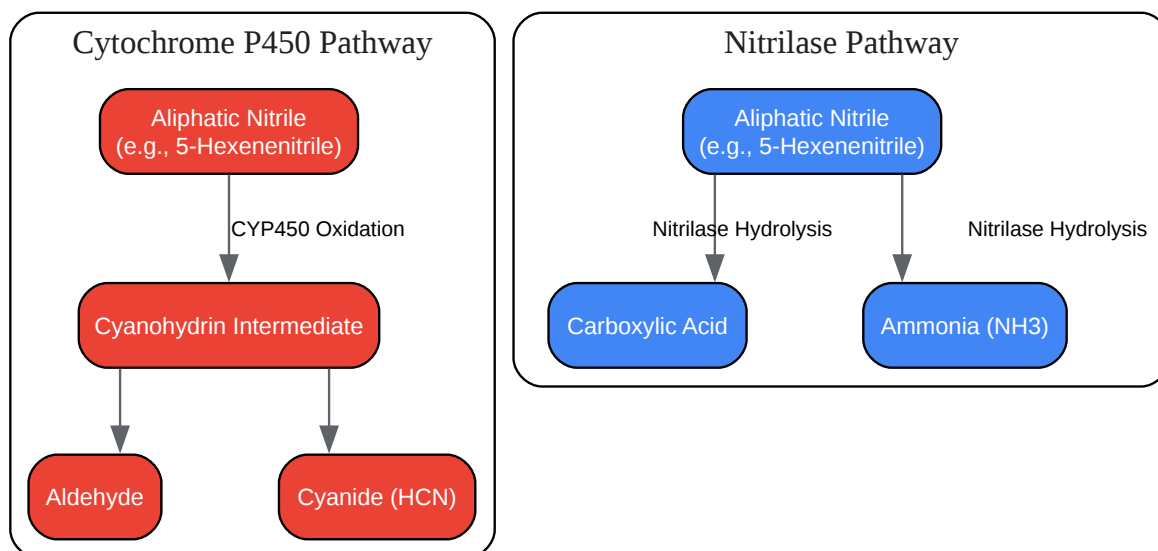 Cytochrome P450 Pathway
Aliphatic Nitrile
(e.g., 5-Hexenenitrile)
CYP450 Oxidation
Cyanohydrin Intermediate
Aldehyde
Cyanide (HCN)
Nitrilase Pathway
Aliphatic Nitrile
(e.g., 5-Hexenenitrile)
Nitrilase Hydrolysis
Nitrilase Hydrolysis
Carboxylic Acid
Ammonia (NH3)